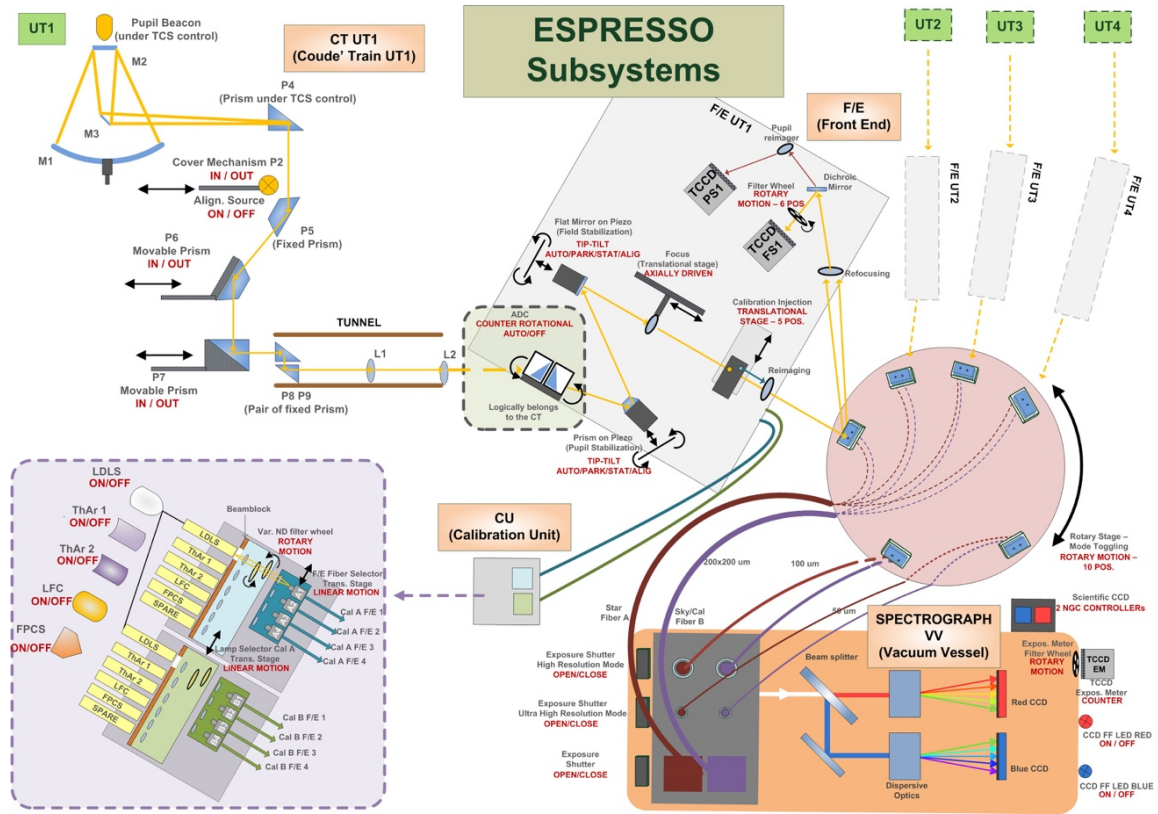 ESPRESSO
Subsystems
UT1
Pupil Beacon
(under TCS control)
M2
M3
M1
CT UT1
(Coude' Train UT1)
P4
(Prism under TCS control)
Cover Mechanism P2
IN / OUT
Align. Source
ON / OFF
P5
(Fixed Prism)
P6
Movable Prism
IN / OUT
P7
Movable Prism
IN / OUT
TUNNEL
L1
L2
P8 P9
(Pair of fixed Prism)
ADC
COUNTER ROTATIONAL
AUTO/OFF
Logically belongs
to the CT
F/E UT1
F/E
(Front End)
Pupil
reimager
TCCD
PS1
Dichroic
Mirror
Filter Wheel
ROTARY
MOTION – 6 POS
TCCD
FS1
Refocusing
Flat Mirror on Piezo
(Field Stabilization)
TIP-TILT
AUTO/PARK/STAT/ALIG
Focus
(Translational stage)
AXIALLY DRIVEN
Calibration Injection
TRANSLATIONAL
STAGE – 5 POS.
Reimaging
Prism on Piezo
(Pupil Stabilization)
TIP-TILT
AUTO/PARK/STAT/ALIG
UT2
UT3
UT4
F/E UT2
F/E UT3
F/E UT4
Rotary Stage –
Mode Toggling
ROTARY MOTION –
10 POS.
CU
(Calibration Unit)
LDLS
ON/OFF
ThAr 1
ON/OFF
ThAr 2
ON/OFF
LFC
ON/OFF
FPCS
ON/OFF
Beamblock
Var. ND filter wheel
ROTARY
MOTION
F/E Fiber Selector
Trans. Stage
LINEAR MOTION
LDLS
ThAr 1
ThAr 2
LFC
FPCS
SPARE
Cal A F/E 1
Cal A F/E 2
Cal A F/E 3
Cal A F/E 4
Lamp Selector Cal A
Trans. Stage
LINEAR MOTION
LDLS
ThAr 1
ThAr 2
LFC
FPCS
SPARE
Cal B F/E 1
Cal B F/E 2
Cal B F/E 3
Cal B F/E 4
200x200 um
100 um
50 um
Star
Fiber A
Sky/Cal
Fiber B
Exposure Shutter
High Resolution Mode
OPEN/CLOSE
Exposure Shutter
Ultra High Resolution Mode
OPEN/CLOSE
Exposure
Shutter
OPEN/CLOSE
SPECTROGRAPH
VV
(Vacuum Vessel)
Beam splitter
Dispersive
Optics
Red CCD
Blue CCD
Scientific CCD
2 NGC CONTROLLERs
Expos. Meter
Filter Wheel
ROTARY
MOTION
TCCD
EM
TCCD
Expos. Meter
COUNTER
CCD FF LED RED
ON / OFF
CCD FF LED BLUE
ON / OFF